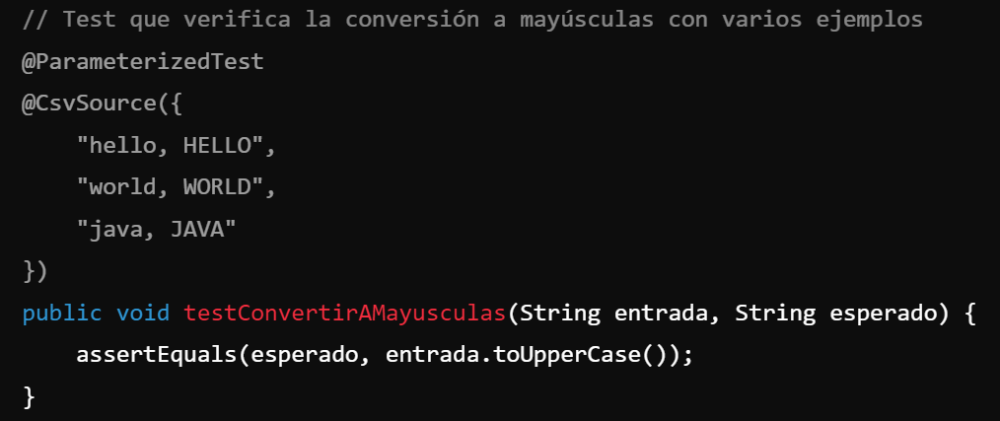 // Test que verifica la conversión a mayúsculas con varios ejemplos
@ParameterizedTest
@CsvSource({
    "hello, HELLO",
    "world, WORLD",
    "java, JAVA"
})
public void testConvertirAMayusculas(String entrada, String esperado) {
    assertEquals(esperado, entrada.toUpperCase());
}